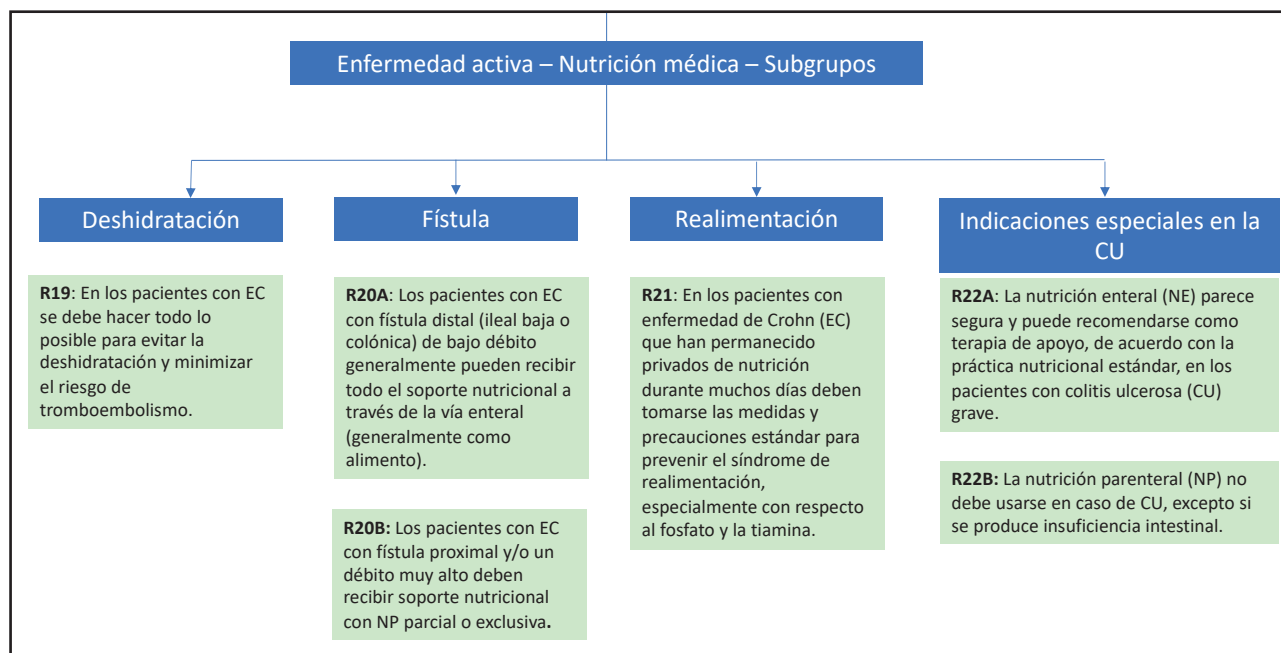 Enfermedad activa – Nutrición médica – Subgrupos
Deshidratación
R19: En los pacientes con EC
se debe hacer todo lo
posible para evitar la
deshidratación y minimizar
el riesgo de
tromboembolismo.
Fístula
R20A: Los pacientes con EC
con fístula distal (ileal baja o
colónica) de bajo débito
generalmente pueden recibir
todo el soporte nutricional a
través de la vía enteral
(generalmente como
alimento).
R20B: Los pacientes con EC
con fístula proximal y/o un
débito muy alto deben
recibir soporte nutricional
con NP parcial o exclusiva.
Realimentación
R21: En los pacientes con
enfermedad de Crohn (EC)
que han permanecido
privados de nutrición
durante muchos días deben
tomarse las medidas y
precauciones estándar para
prevenir el síndrome de
realimentación,
especialmente con respecto
al fosfato y la tiamina.
Indicaciones especiales en la
CU
R22A: La nutrición enteral (NE) parece
segura y puede recomendarse como
terapia de apoyo, de acuerdo con la
práctica nutricional estándar, en los
pacientes con colitis ulcerosa (CU)
grave.
R22B: La nutrición parenteral (NP) no
debe usarse en caso de CU, excepto si
se produce insuficiencia intestinal.